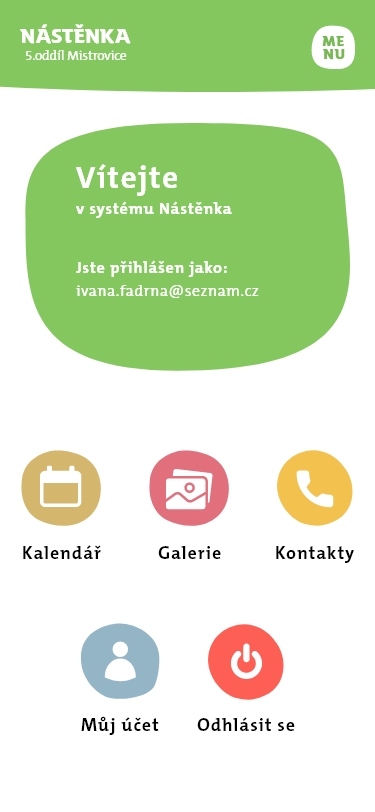 NÁSTĚNKA
5.oddíl Mistrovice
ME
NU
Vítejte
v systému Nástěnka
Jste přihlášen jako:
ivana.fadrna@seznam.cz
Kalendář
Galerie
Kontakty
Můj účet
Odhlásit se